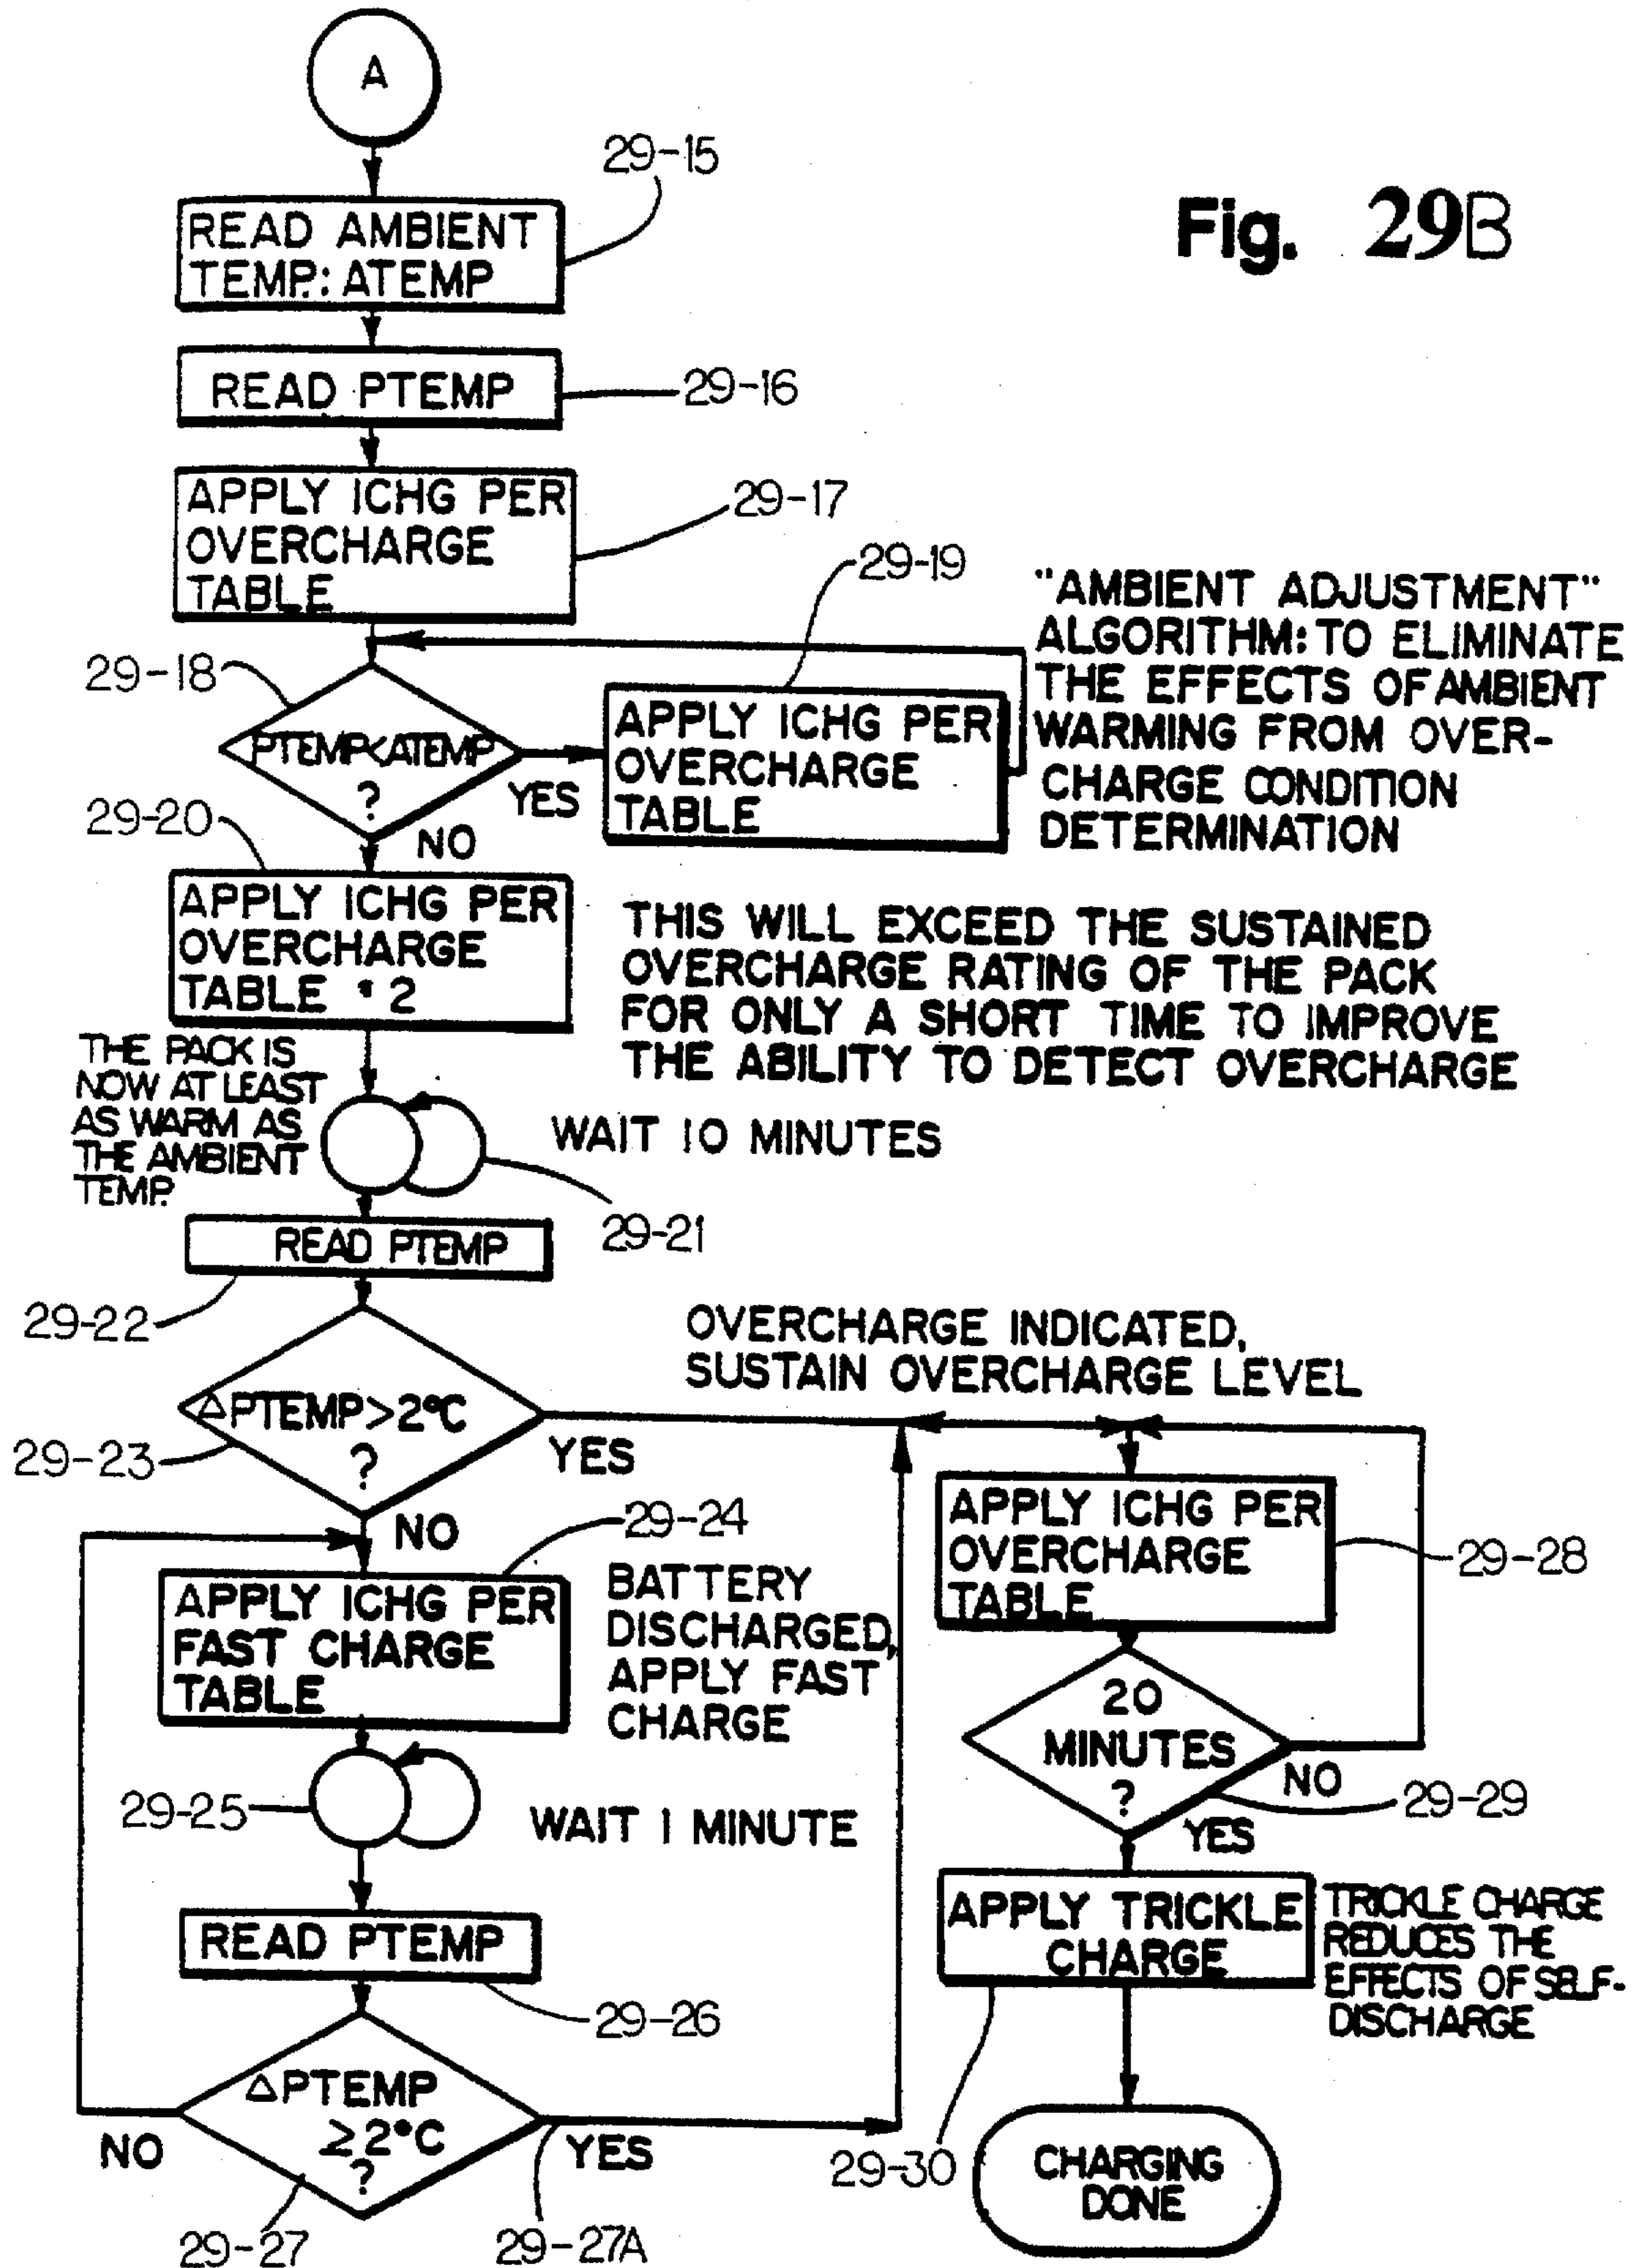 A
29-15
Fig. 29B
READ AMBIENT
TEMP.: ATEMP
READ PTEMP
29-16
APPLY ICHG PER
OVERCHARGE
TABLE
29-17
29-19
"AMBIENT ADJUSTMENT"
ALGORITHM: TO ELIMINATE
THE EFFECTS OF AMBIENT
WARMING FROM OVER-
CHARGE CONDITION
DETERMINATION
29-18
PTEMP<ATEMP
?
YES
NO
APPLY ICHG PER
OVERCHARGE
TABLE
29-20
APPLY ICHG PER
OVERCHARGE
TABLE * 2
THIS WILL EXCEED THE SUSTAINED
OVERCHARGE RATING OF THE PACK
FOR ONLY A SHORT TIME TO IMPROVE
THE ABILITY TO DETECT OVERCHARGE
THE PACK IS
NOW AT LEAST
AS WARM AS
THE AMBIENT
TEMP.
WAIT 10 MINUTES
29-21
READ PTEMP
29-22
△PTEMP>2°C
?
29-23
YES
NO
OVERCHARGE INDICATED,
SUSTAIN OVERCHARGE LEVEL
29-24
APPLY ICHG PER
FAST CHARGE
TABLE
BATTERY
DISCHARGED,
APPLY FAST
CHARGE
29-25
WAIT 1 MINUTE
READ PTEMP
29-26
△PTEMP
≥2°C
?
NO
YES
29-27
29-27A
APPLY ICHG PER
OVERCHARGE
TABLE
29-28
20
MINUTES
?
NO
29-29
YES
APPLY TRICKLE
CHARGE
TRICKLE CHARGE
REDUCES THE
EFFECTS OF SELF-
DISCHARGE
29-30
CHARGING
DONE